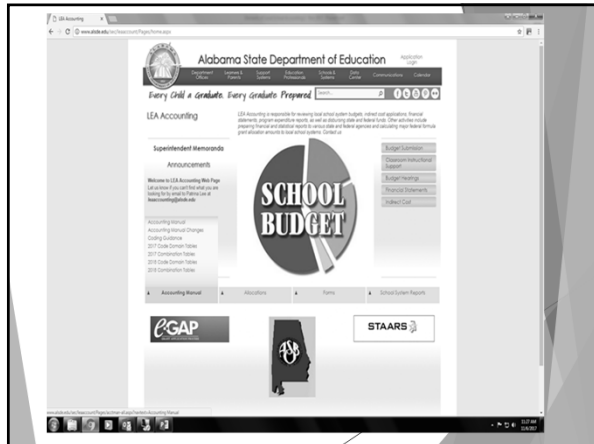 LEA Accounting
www.alsde.edu/sec/leaaccount/Pages/home.aspx
Alabama State Department of Education
Application
Login
Department
Offices
Learners &
Parents
Support
Systems
Education
Professionals
Schools &
Systems
Data
Center
Communications
Calendar
Every Child a Graduate. Every Graduate Prepared
Search...
LEA Accounting
LEA Accounting is responsible for reviewing local school system budgets, indirect cost applications, financial
statements, program expenditure reports, as well as disbursing state and federal funds. Other activities include
preparing financial and statistical reports to various state and federal agencies and calculating major federal formula
grant allocation amounts to local school systems. Contact us
Superintendent Memoranda
Announcements
Welcome to LEA Accounting Web Page
Let us know if you can't find what you are
looking for by email to Patricia Lee at
leaaccounting@alsde.edu
SCHOOL
BUDGET
Budget Submission
Classroom Instructional
Support
Budget Hearings
Financial Statements
Indirect Cost
Accounting Manual
Accounting Manual Changes
Coding Guidance
2017 Code Domain Tables
2017 Combination Tables
2018 Code Domain Tables
2018 Combination Tables
Accounting Manual
Allocations
Forms
School System Reports
eGAP
STAARS
11:27 AM